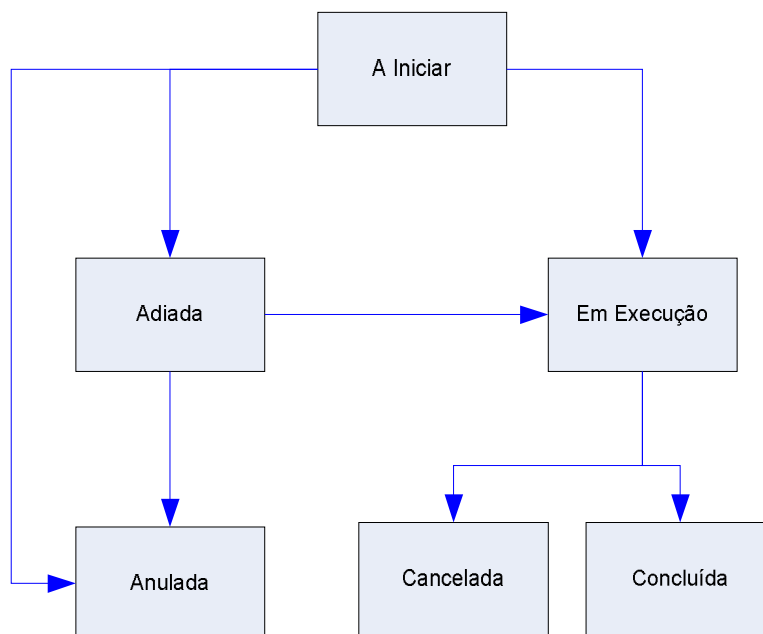 A Iniciar
Adiada
Em Execução
Anulada
Cancelada
Concluída